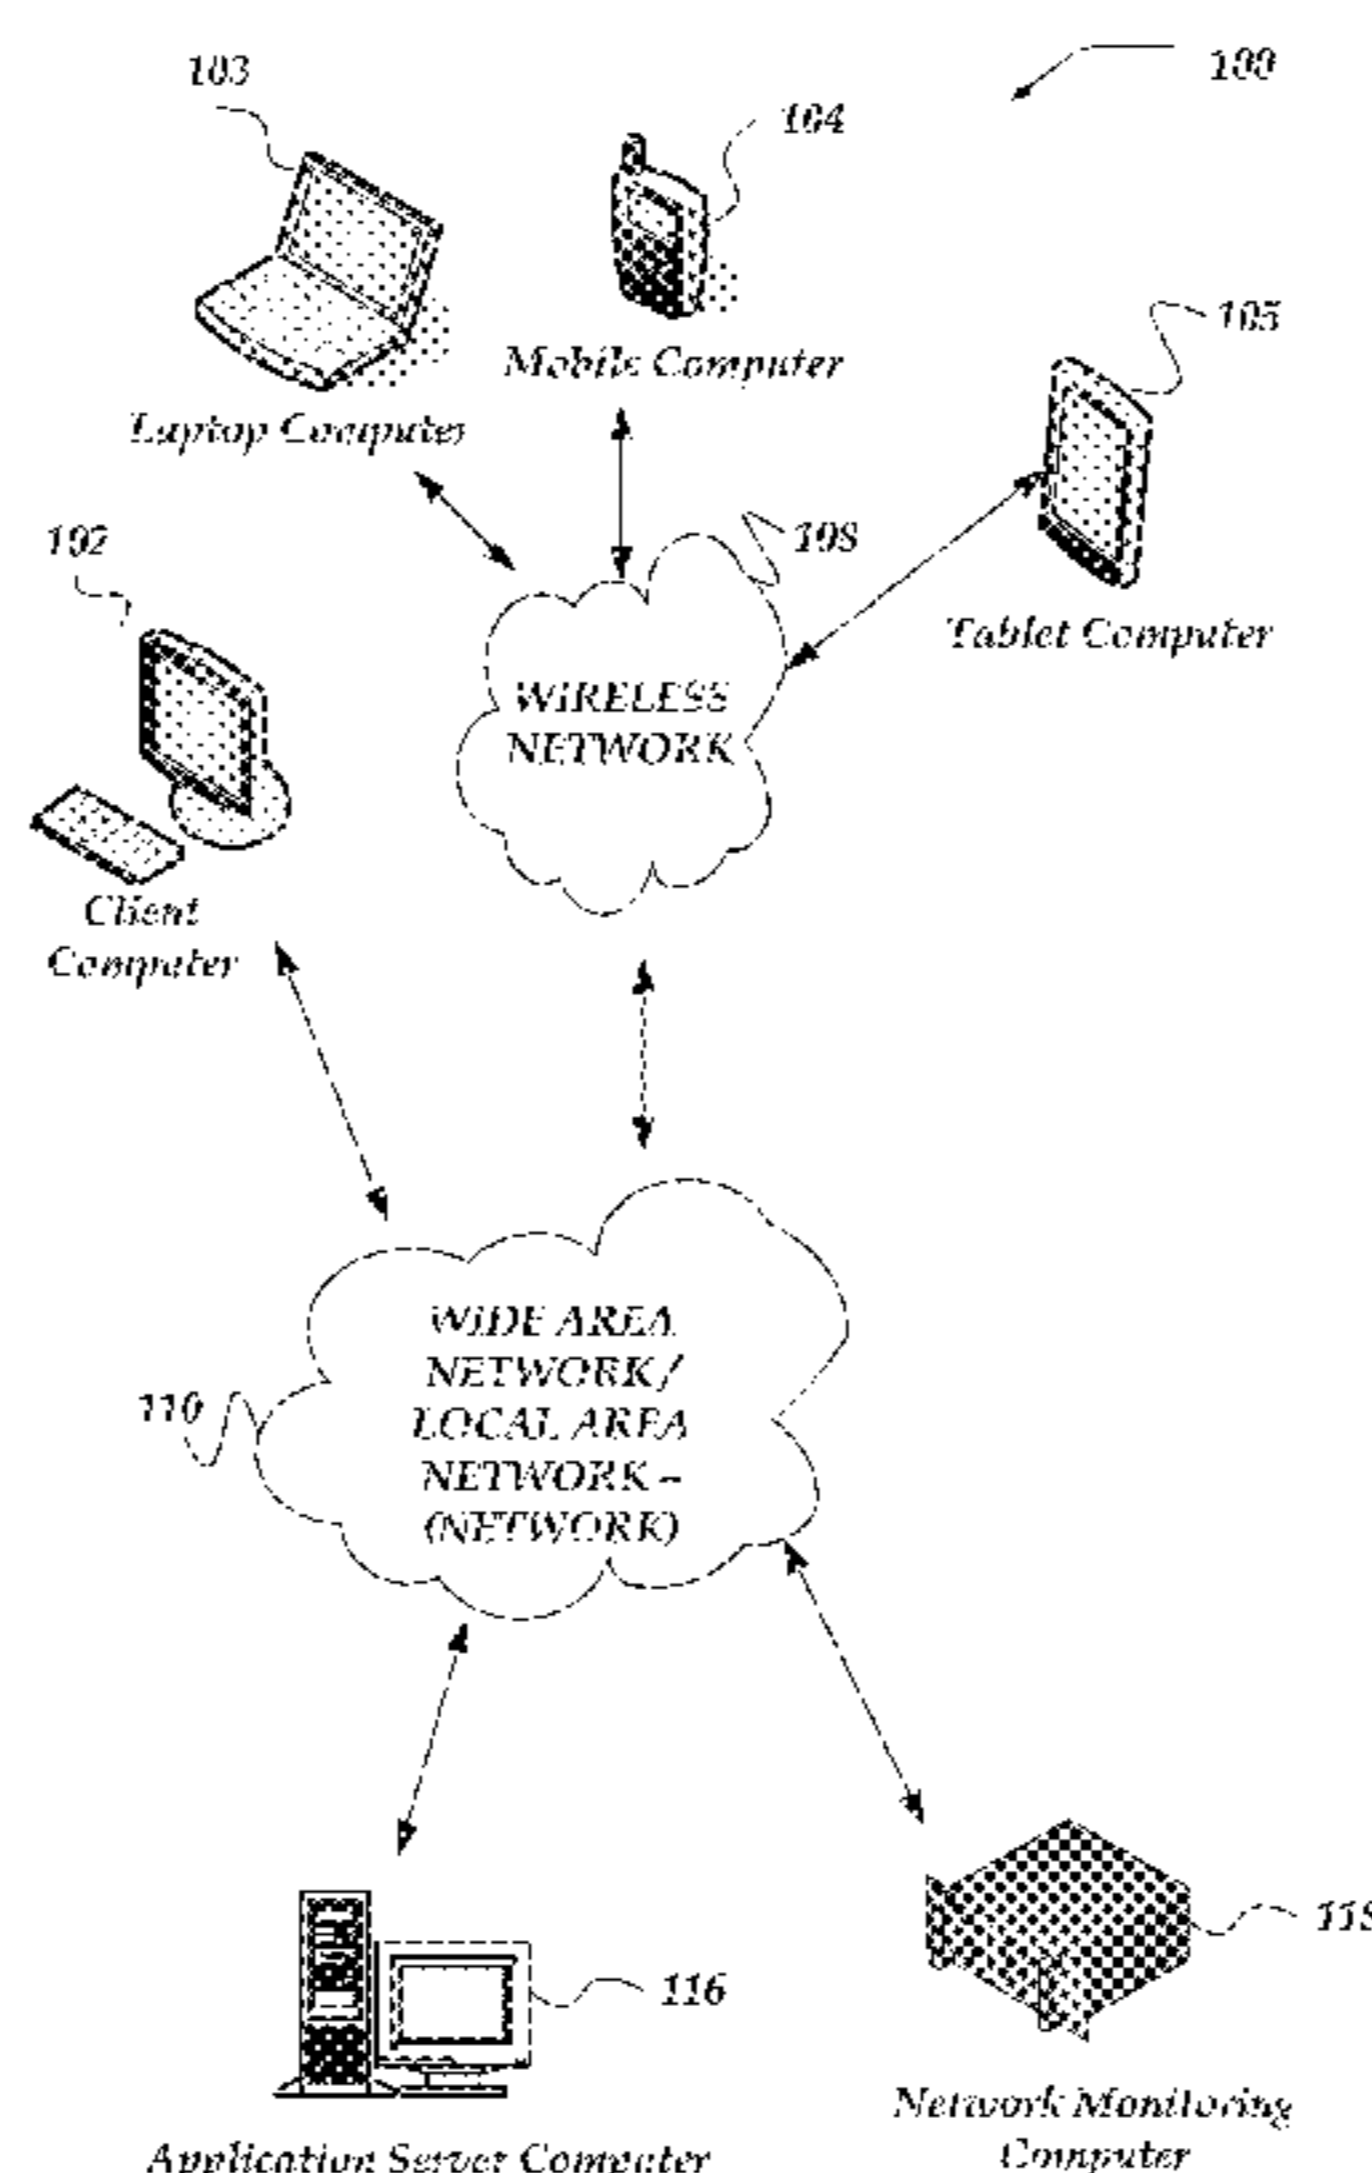 103
100
104
105
Mobile Computer
Laptop Computer
102
108
Tablet Computer
WIRELESS
NETWORK
Client
Computer
WIDE AREA
NETWORK /
LOCAL AREA
NETWORK –
(NETWORK)
110
118
116
Network Monitoring
Computer
Application Server Computer